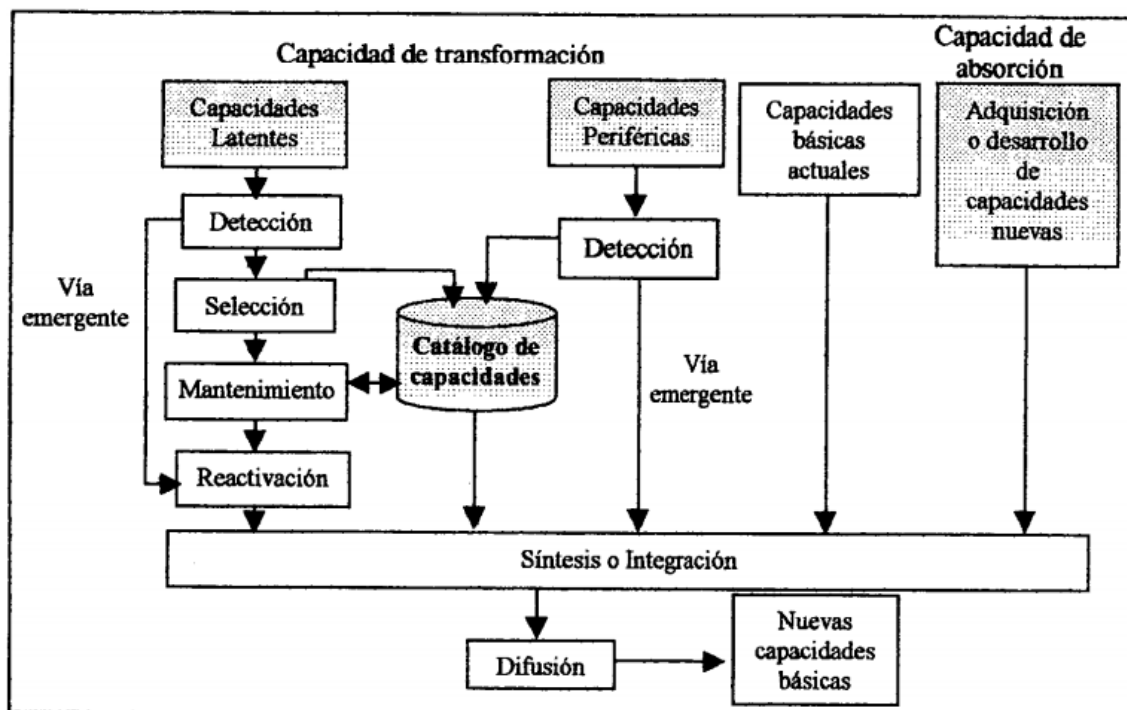 Capacidad de transformación
Capacidad de
absorción
Capacidades
Latentes
Capacidades
Periféricas
Capacidades
básicas
actuales
Adquisición
o desarrollo
de
capacidades
nuevas
Detección
Detección
Vía
emergente
Selección
Catálogo de
capacidades
Vía
emergente
Mantenimiento
Reactivación
Síntesis o Integración
Difusión
Nuevas
capacidades
básicas